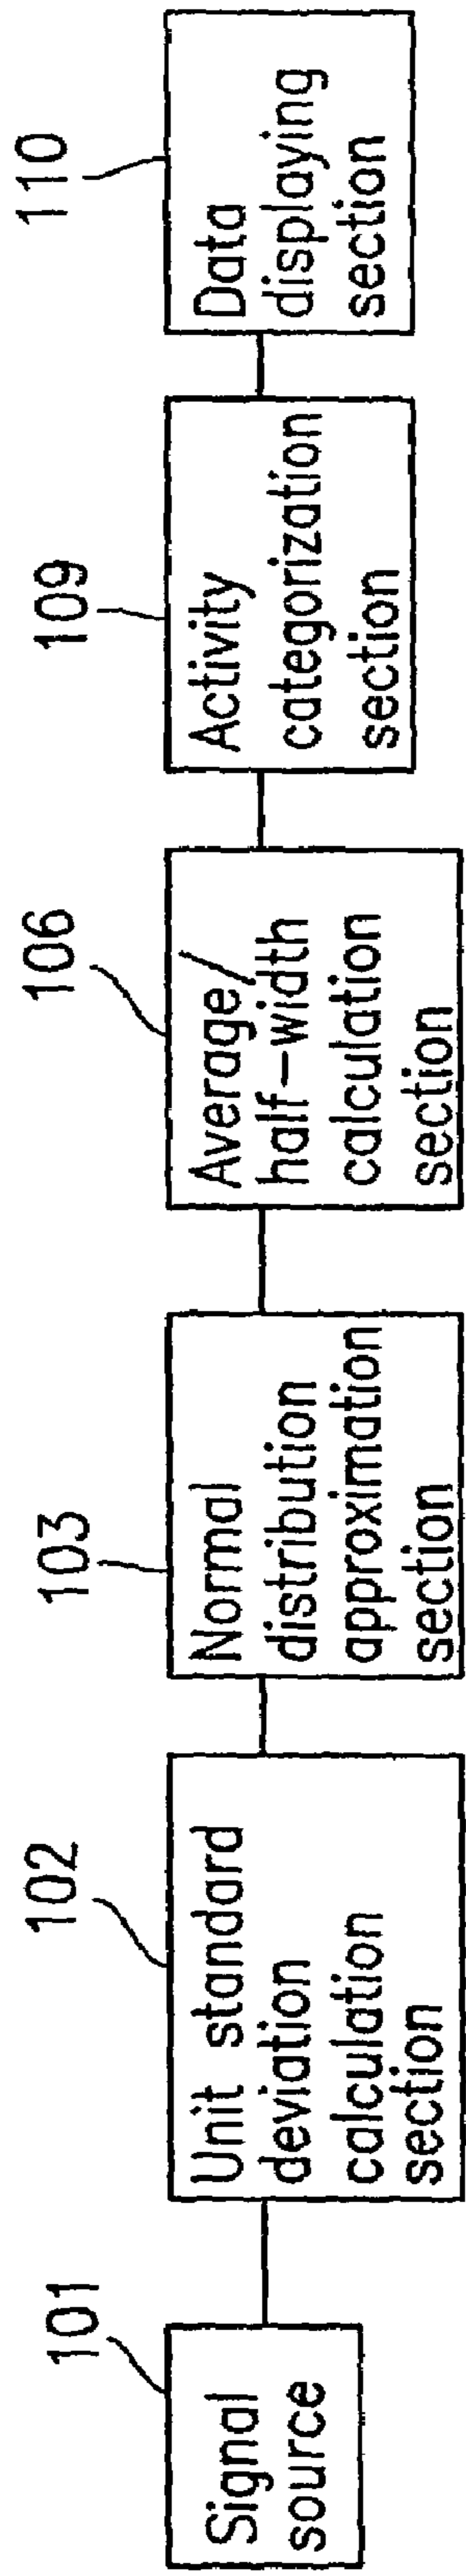 101
Signal
source
102
Unit standard
deviation
calculation
section
103
Normal
distribution
approximation
section
106
Average/
half-width
calculation
section
109
Activity
categorization
section
110
Data
displaying
section